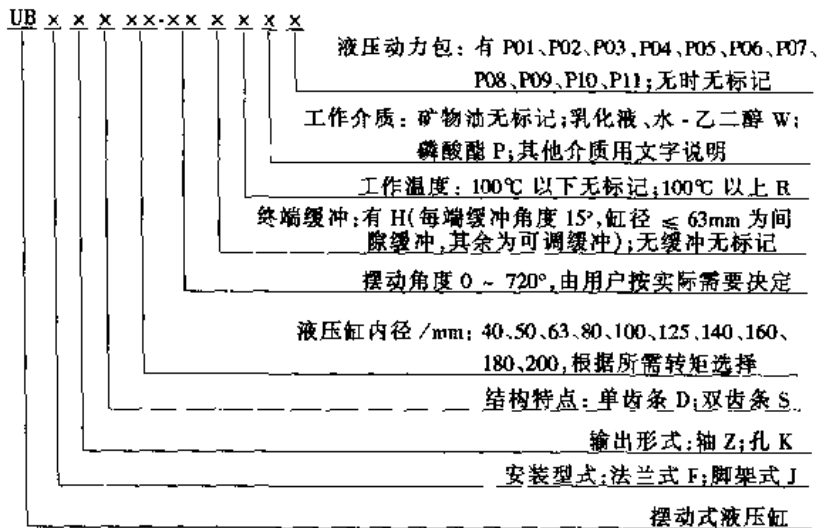 UB × × × ××-×× × × × ×
液压动力包：有 P01、P02、P03,P04、P05、P06、P07、
P08、P09、P10、P11;无时无标记
工作介质：矿物油无标记;乳化液、水-乙二醇 W;
磷酸酯 P;其他介质用文字说明
工作温度：100℃ 以下无标记;100℃ 以上 R
终端缓冲;有 H(每端缓冲角度 15°,缸径 ≤ 63mm 为间
隙缓冲,其余为可调缓冲);无缓冲无标记
摆动角度 0 ~ 720°,由用户按实际需要决定
液压缸内径/mm：40、50、63、80、100、125、140、160、
180、200,根据所需转矩选择
结构特点：单齿条 D;双齿条 S
输出形式;轴 Z;孔 K
安装型式;法兰式 F;脚架式 J
摆动式液压缸